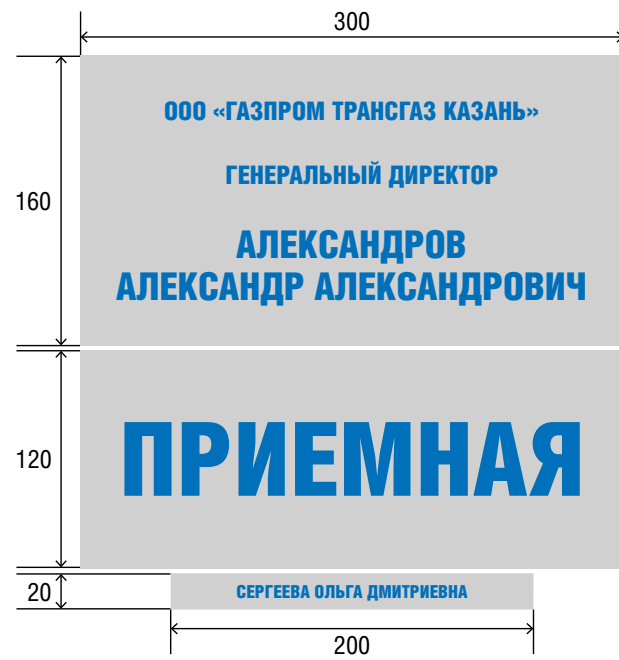 300
160
ООО «ГАЗПРОМ ТРАНСГАЗ КАЗАНЬ»
ГЕНЕРАЛЬНЫЙ ДИРЕКТОР
АЛЕКСАНДРОВ
АЛЕКСАНДР АЛЕКСАНДРОВИЧ
120
ПРИЕМНАЯ
20
СЕРГЕЕВА ОЛЬГА ДМИТРИЕВНА
200